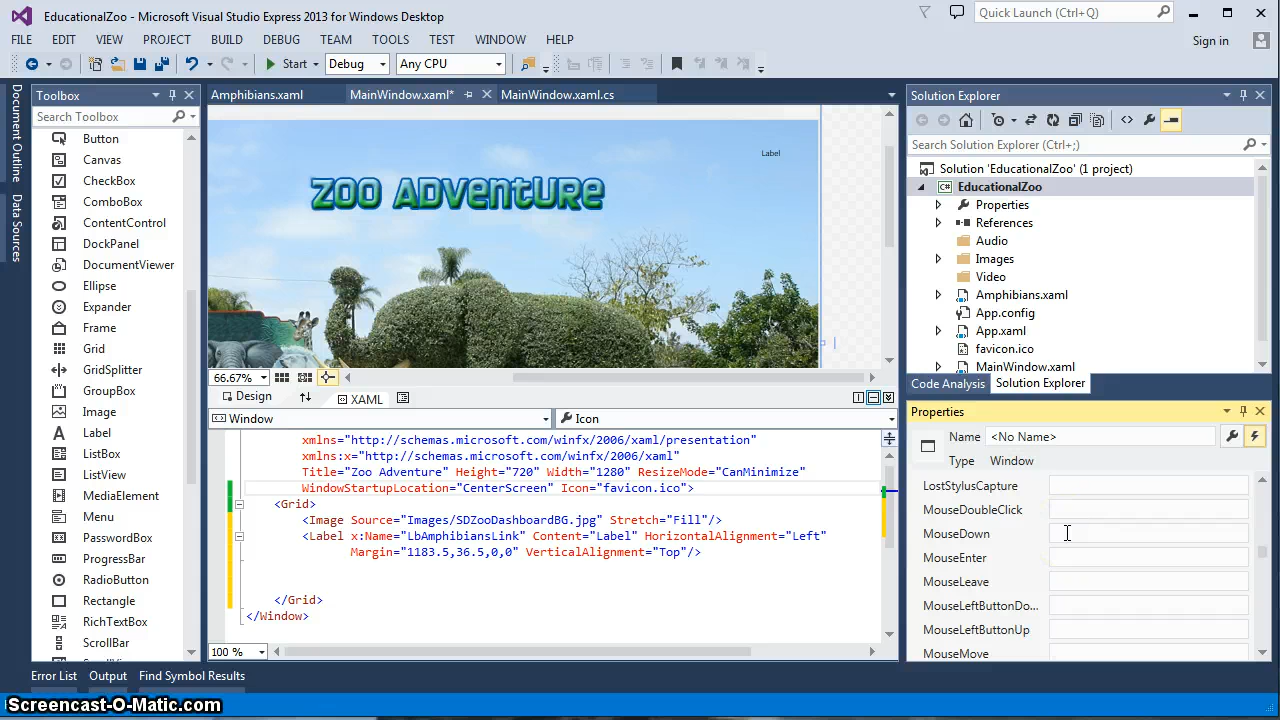 EducationalZoo - Microsoft Visual Studio Express 2013 for Windows Desktop
Quick Launch (Ctrl+Q)
FILE EDIT VIEW PROJECT BUILD DEBUG TEAM TOOLS TEST WINDOW HELP
Sign in
Start Debug Any CPU
Document Outline
Data Sources
Toolbox
Search Toolbox
Button
Canvas
CheckBox
ComboBox
ContentControl
DockPanel
DocumentViewer
Ellipse
Expander
Frame
Grid
GridSplitter
GroupBox
Image
Label
ListBox
ListView
MediaElement
Menu
PasswordBox
ProgressBar
RadioButton
Rectangle
RichTextBox
ScrollBar
Amphibians.xaml MainWindow.xaml* MainWindow.xaml.cs
Label
ZOO ADVENTURE
66.67%
Design XAML
Window Icon
xmlns="http://schemas.microsoft.com/winfx/2006/xaml/presentation"
xmlns:x="http://schemas.microsoft.com/winfx/2006/xaml"
Title="Zoo Adventure" Height="720" Width="1280" ResizeMode="CanMinimize"
WindowStartupLocation="CenterScreen" Icon="favicon.ico">
<Grid>
<Image Source="Images/SDZooDashboardBG.jpg" Stretch="Fill"/>
<Label x:Name="LbAmphibiansLink" Content="Label" HorizontalAlignment="Left"
Margin="1183.5,36.5,0,0" VerticalAlignment="Top"/>
</Grid>
</Window>
100 %
Solution Explorer
Search Solution Explorer (Ctrl+;)
Solution 'EducationalZoo' (1 project)
C# EducationalZoo
Properties
References
Audio
Images
Video
Amphibians.xaml
App.config
App.xaml
favicon.ico
MainWindow.xaml
Code Analysis Solution Explorer
Properties
Name <No Name>
Type Window
LostStylusCapture
MouseDoubleClick
MouseDown
MouseEnter
MouseLeave
MouseLeftButtonDo...
MouseLeftButtonUp
MouseMove
Error List Output Find Symbol Results
Screencast-O-Matic.com